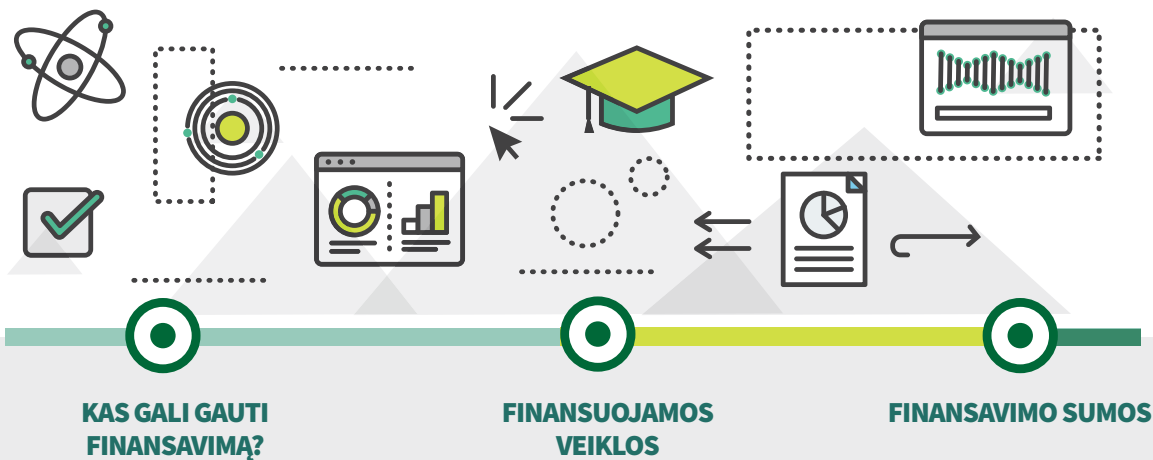 KAS GALI GAUTI
FINANSAVIMĄ?
FINANSUOJAMOS
VEIKLOS
FINANSAVIMO SUMOS